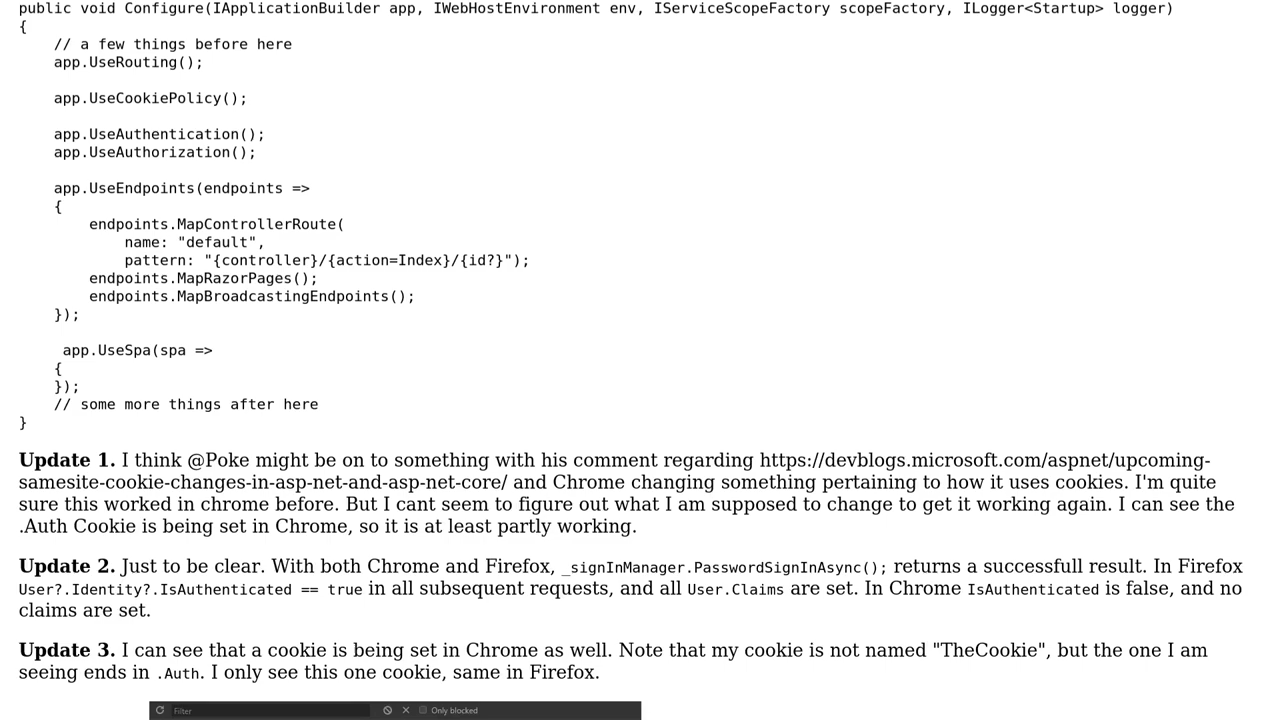 public void Configure(IApplicationBuilder app, IWebHostEnvironment env, IServiceScopeFactory scopeFactory, ILogger<Startup> logger)
{
    // a few things before here
    app.UseRouting();

    app.UseCookiePolicy();

    app.UseAuthentication();
    app.UseAuthorization();

    app.UseEndpoints(endpoints =>
    {
        endpoints.MapControllerRoute(
            name: "default",
            pattern: "{controller}/{action=Index}/{id?}");
        endpoints.MapRazorPages();
        endpoints.MapBroadcastingEndpoints();
    });

     app.UseSpa(spa =>
    {
    });
    // some more things after here
}
Update 1. I think @Poke might be on to something with his comment regarding https://devblogs.microsoft.com/aspnet/upcoming-
samesite-cookie-changes-in-asp-net-and-asp-net-core/ and Chrome changing something pertaining to how it uses cookies. I'm quite
sure this worked in chrome before. But I cant seem to figure out what I am supposed to change to get it working again. I can see the
.Auth Cookie is being set in Chrome, so it is at least partly working.
Update 2. Just to be clear. With both Chrome and Firefox, _signInManager.PasswordSignInAsync(); returns a successfull result. In Firefox
User?.Identity?.IsAuthenticated == true in all subsequent requests, and all User.Claims are set. In Chrome IsAuthenticated is false, and no
claims are set.
Update 3. I can see that a cookie is being set in Chrome as well. Note that my cookie is not named "TheCookie", but the one I am
seeing ends in .Auth. I only see this one cookie, same in Firefox.
Filter Only blocked